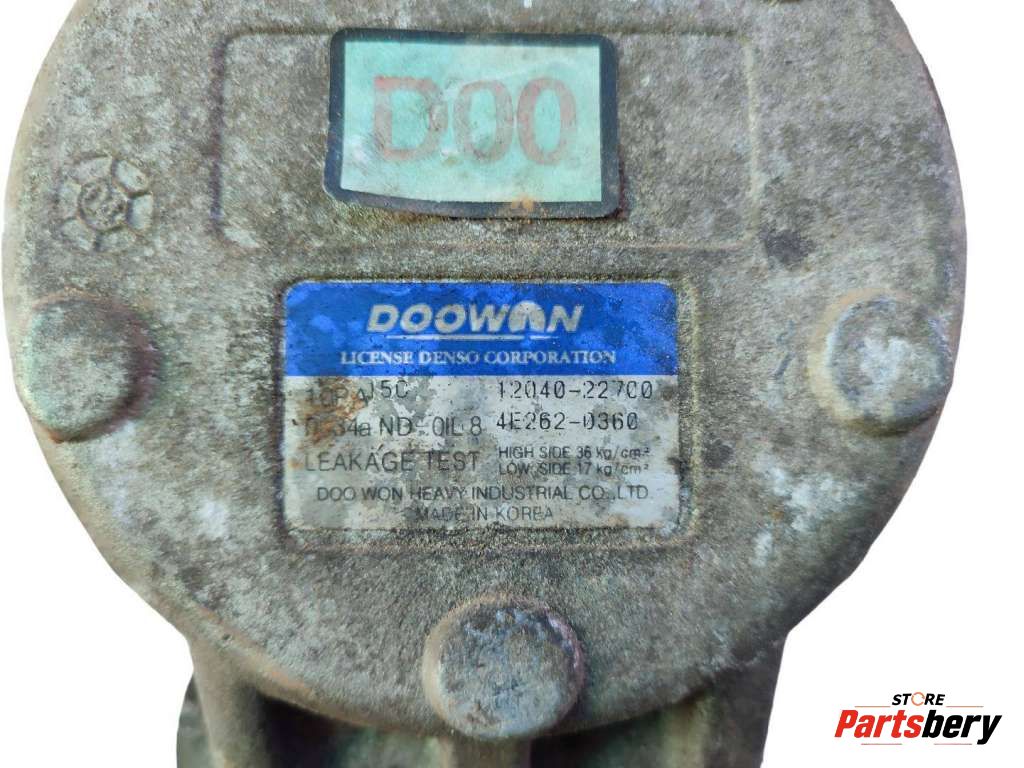 D00
DOOWON
LICENSE DENSO CORPORATION
15C 12040-22700
ND-OIL 8 4E262-0360
LEAKAGE TEST HIGH SIDE 36 kg/cm²
LOW SIDE 17 kg/cm²
DOO WON HEAVY INDUSTRIAL CO.,LTD.
MADE IN KOREA
STORE
Partsbery